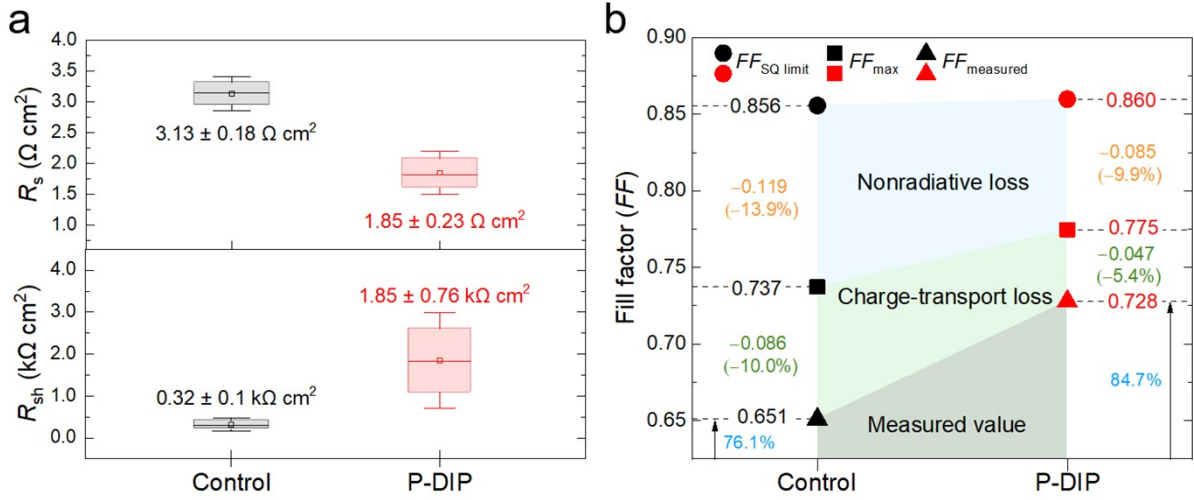 a
4.0
3.5
3.0
2.5
2.0
1.5
1.0
Rs (Ω cm²)
3.13 ± 0.18 Ω cm²
1.85 ± 0.23 Ω cm²
4.0
3.0
2.0
1.0
0.0
Rsh (kΩ cm²)
0.32 ± 0.1 kΩ cm²
1.85 ± 0.76 kΩ cm²
Control
P-DIP
b
0.90
0.85
0.80
0.75
0.70
0.65
Fill factor (FF)
FFSQ limit
FFmax
FFmeasured
0.856
0.860
−0.119
(−13.9%)
Nonradiative loss
−0.085
(−9.9%)
0.737
0.775
Charge-transport loss
−0.047
(−5.4%)
0.728
−0.086
(−10.0%)
84.7%
0.651
76.1%
Measured value
Control
P-DIP